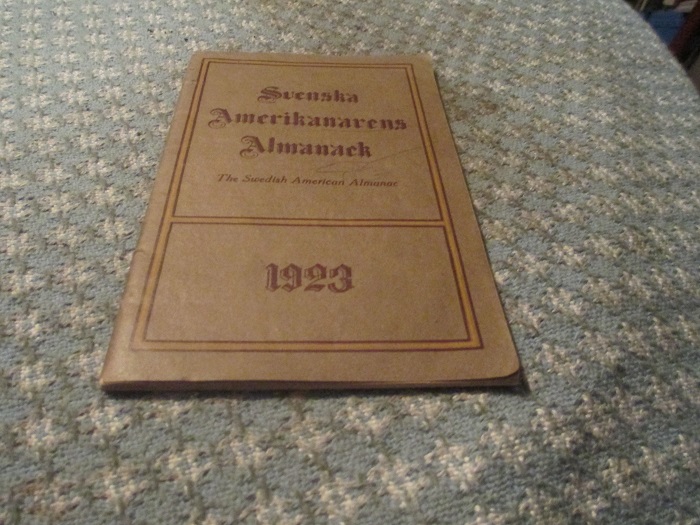 Svenska
Amerikanarens
Almanack
The Swedish American Almanac
1923